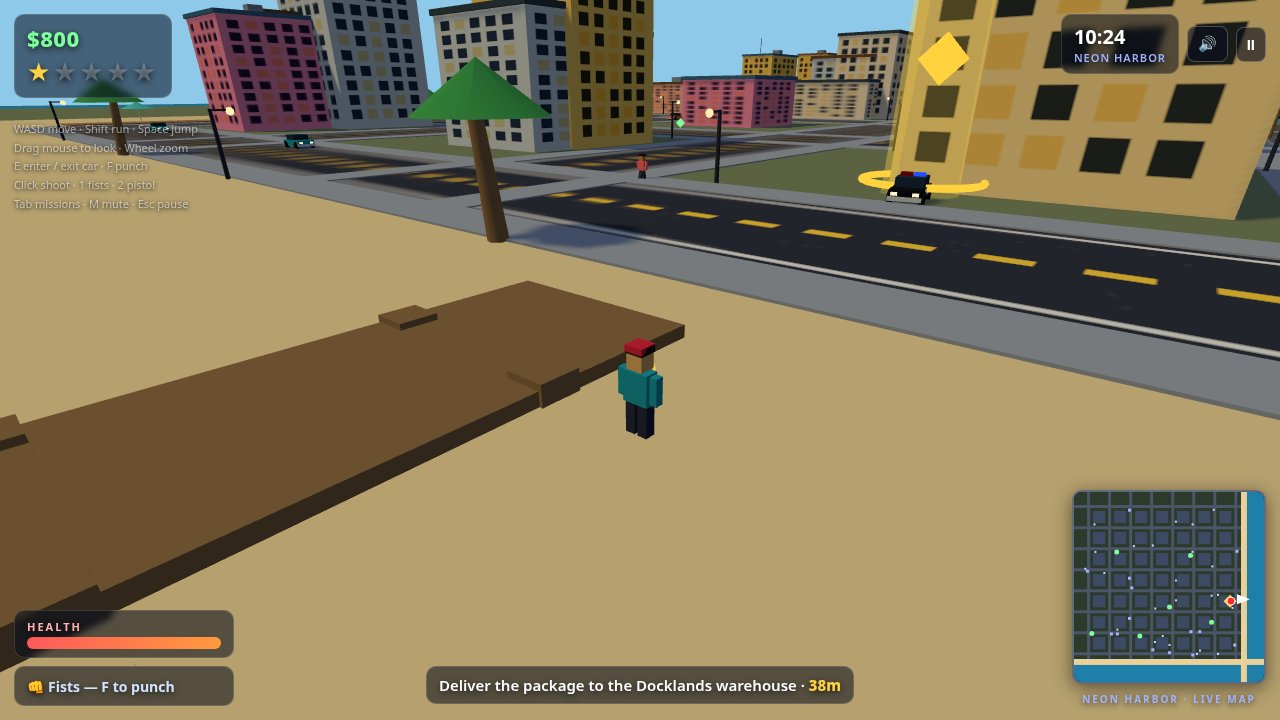 $800
10:24
NEON HARBOR
WASD move · Shift run · Space jump
Drag mouse to look · Wheel zoom
E enter / exit car · F punch
Click shoot · 1 fists · 2 pistol
Tab missions · M mute · Esc pause
HEALTH
👊 Fists — F to punch
Deliver the package to the Docklands warehouse · 38m
NEON HARBOR · LIVE MAP